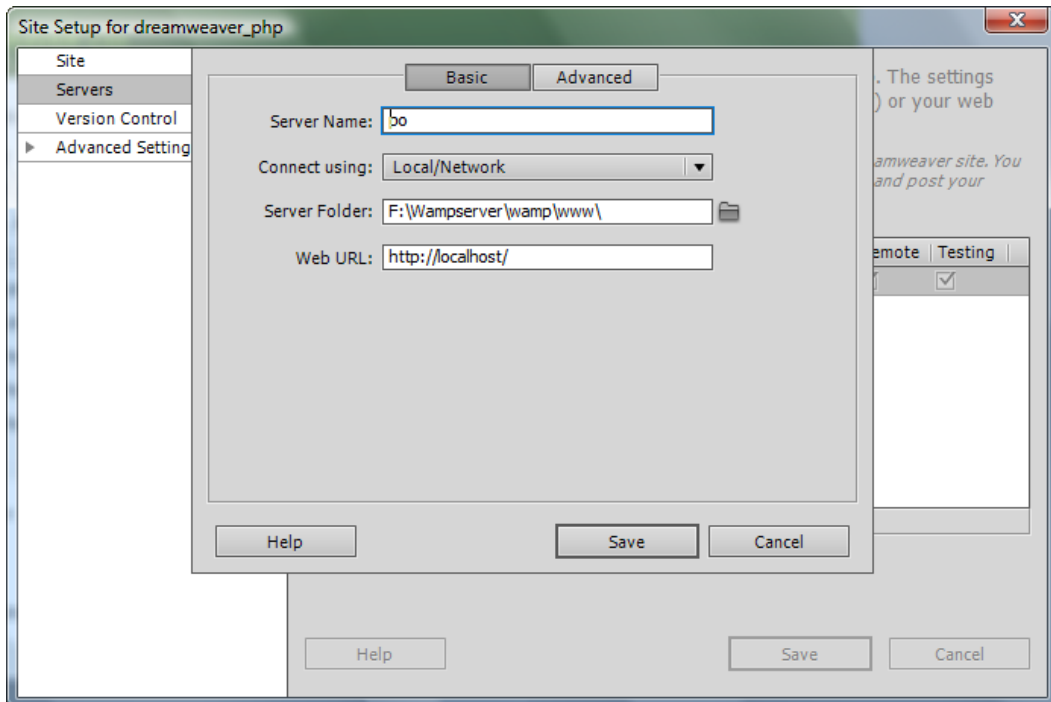 Site Setup for dreamweaver_php
Site
Servers
Version Control
Advanced Setting
Basic
Advanced
Server Name:
Connect using: Local/Network
Server Folder: F:\Wampserver\wamp\www\
Web URL: http://localhost/
Help
Save
Cancel
. The settings
) or your web
amweaver site. You
and post your
emote
Testing
Help
Save
Cancel